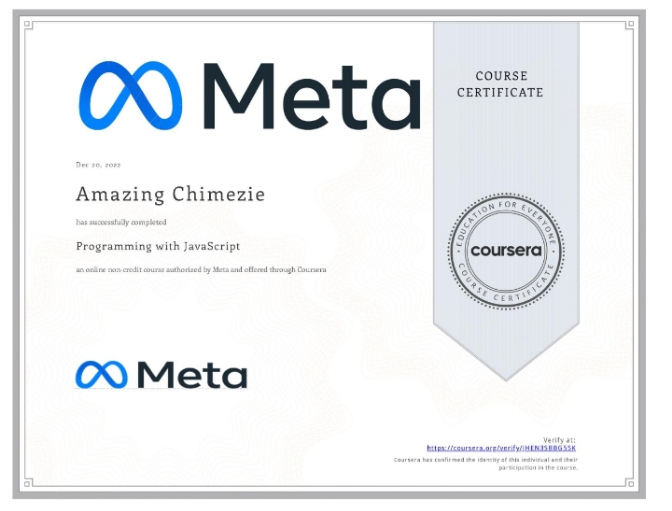 Meta
COURSE
CERTIFICATE
Dec 20, 2022
Amazing Chimezie
has successfully completed
Programming with JavaScript
an online non-credit course authorized by Meta and offered through Coursera
EDUCATION FOR EVERYONE
coursera
COURSE CERTIFICATE
Meta
Verify at:
https://coursera.org/verify/
Coursera has confirmed the identity of this individual and their
participation in the course.